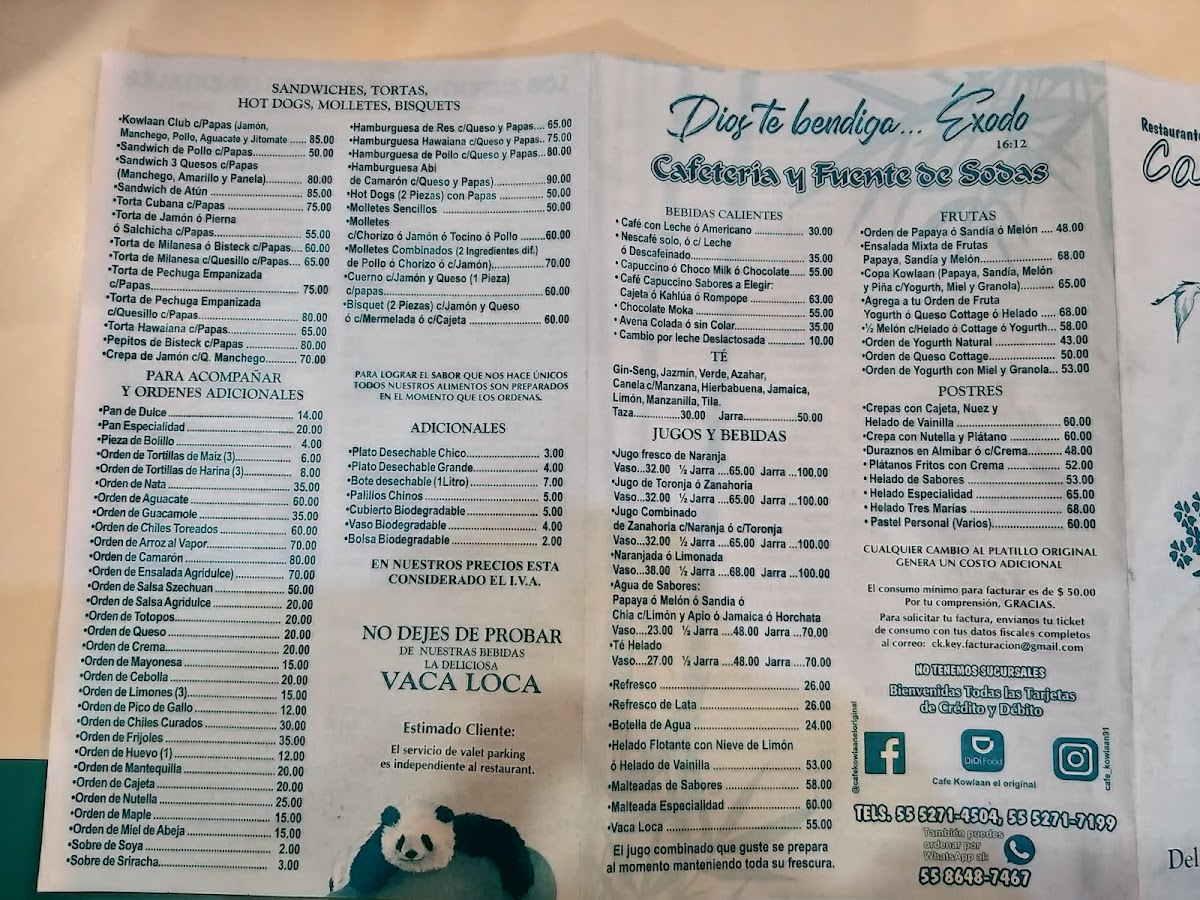 SANDWICHES, TORTAS,
HOT DOGS, MOLLETES, BISQUETS
•Kowlaan Club c/Papas (Jamón,
Manchego, Pollo, Aguacate y Jitomate ...... 85.00
•Sandwich de Pollo c/Papas.................. 50.00
•Sandwich 3 Quesos c/Papas
(Manchego, Amarillo y Panela)............ 80.00
•Sandwich de Atún .............................. 85.00
•Torta Cubana c/Papas ........................ 75.00
•Torta de Jamón ó Pierna
ó Salchicha c/Papas............................ 55.00
•Torta de Milanesa ó Bisteck c/Papas.... 60.00
•Torta de Milanesa c/Quesillo c/Papas.... 65.00
•Torta de Pechuga Empanizada
c/Papas............................................. 75.00
•Torta de Pechuga Empanizada
c/Quesillo c/Papas.............................. 80.00
•Torta Hawaiana c/Papas..................... 65.00
•Pepitos de Bisteck c/Papas ................. 80.00
•Crepa de Jamón c/Q. Manchego.......... 70.00
PARA ACOMPAÑAR
Y ORDENES ADICIONALES
•Pan de Dulce ................................ 14.00
•Pan Especialidad .......................... 20.00
•Pieza de Bolillo ............................. 4.00
•Orden de Tortillas de Maíz (3)............ 6.00
•Orden de Tortillas de Harina (3).......... 8.00
•Orden de Nata .............................. 35.00
•Orden de Aguacate ....................... 60.00
•Orden de Guacamole .................... 35.00
•Orden de Chiles Toreados ............. 60.00
•Orden de Arroz al Vapor................. 70.00
•Orden de Camarón ....................... 80.00
•Orden de Ensalada Agridulce) ........ 70.00
•Orden de Salsa Szechuan ............. 50.00
•Orden de Salsa Agridulce .............. 20.00
•Orden de Totopos......................... 20.00
•Orden de Queso ........................... 20.00
•Orden de Crema........................... 20.00
•Orden de Mayonesa ..................... 15.00
•Orden de Cebolla ......................... 20.00
•Orden de Limones (3).................... 15.00
•Orden de Pico de Gallo ................. 12.00
•Orden de Chiles Curados ............... 30.00
•Orden de Frijoles .......................... 35.00
•Orden de Huevo (1) ...................... 12.00
•Orden de Mantequilla .................... 20.00
•Orden de Cajeta ........................... 20.00
•Orden de Nutella .......................... 25.00
•Orden de Maple ........................... 15.00
•Orden de Miel de Abeja ................. 15.00
•Sobre de Soya ............................. 2.00
•Sobre de Sriracha......................... 3.00
•Hamburguesa de Res c/Queso y Papas.... 65.00
•Hamburguesa Hawaiana c/Queso y Papas.. 75.00
•Hamburguesa de Pollo c/Queso y Papas...80.00
•Hamburguesa Abi
de Camarón c/Queso y Papas)................ 90.00
•Hot Dogs (2 Piezas) con Papas .............. 50.00
•Molletes Sencillos ............................... 50.00
•Molletes
c/Chorizo ó Jamón ó Tocino ó Pollo .......60.00
•Molletes Combinados (2 Ingredientes dif.)
de Pollo ó Chorizo ó c/Jamón)................ 70.00
•Cuerno c/Jamón y Queso (1 Pieza)
c/papas............................................. 60.00
•Bisquet (2 Piezas) c/Jamón y Queso
ó c/Mermelada ó c/Cajeta ..................... 60.00
PARA LOGRAR EL SABOR QUE NOS HACE ÚNICOS
TODOS NUESTROS ALIMENTOS SON PREPARADOS
EN EL MOMENTO QUE LOS ORDENAS.
ADICIONALES
•Plato Desechable Chico.................. 3.00
•Plato Desechable Grande................ 4.00
•Bote desechable (1Litro) ................. 7.00
•Palillos Chinos .............................. 5.00
•Cubierto Biodegradable .................. 5.00
•Vaso Biodegradable ...................... 4.00
•Bolsa Biodegradable ...................... 2.00
EN NUESTROS PRECIOS ESTA
CONSIDERADO EL I.V.A.
NO DEJES DE PROBAR
DE NUESTRAS BEBIDAS
LA DELICIOSA
VACA LOCA
Estimado Cliente:
El servicio de valet parking
es independiente al restaurant.
Dios te bendiga... Éxodo
16:12
Cafetería y Fuente de Sodas
BEBIDAS CALIENTES
• Café con Leche ó Americano ................ 30.00
• Nescafé solo, ó c/ Leche
ó Descafeinado.................................. 35.00
• Capuccino ó Choco Milk ó Chocolate..... 55.00
• Café Capuccino Sabores a Elegir:
Cajeta ó Kahlúa ó Rompope ................ 63.00
• Chocolate Moka ................................ 55.00
• Avena Colada ó sin Colar.................... 35.00
• Cambio por leche Deslactosada ........... 10.00
TÉ
Gin-Seng, Jazmín, Verde, Azahar,
Canela c/Manzana, Hierbabuena, Jamaica,
Limón, Manzanilla, Tila.
Taza.............30.00 Jarra.................50.00
JUGOS Y BEBIDAS
•Jugo fresco de Naranja
Vaso...32.00 ½ Jarra ....65.00 Jarra ...100.00
•Jugo de Toronja ó Zanahoria
Vaso...32.00 ½ Jarra ....65.00 Jarra ...100.00
•Jugo Combinado
de Zanahoria c/Naranja ó c/Toronja
Vaso...32.00 ½ Jarra ....65.00 Jarra ...100.00
•Naranjada ó Limonada
Vaso...38.00 ½ Jarra ....68.00 Jarra ....100.00
•Agua de Sabores:
Papaya ó Melón ó Sandia ó
Chia c/Limón y Apio ó Jamaica ó Horchata
Vaso....23.00 ½ Jarra ....48.00 Jarra ...70.00
•Té Helado
Vaso....27.00 ½ Jarra ....48.00 Jarra ....70.00
•Refresco ........................................ 26.00
•Refresco de Lata ............................. 26.00
•Botella de Agua ............................... 24.00
•Helado Flotante con Nieve de Limón
ó Helado de Vainilla .......................... 53.00
•Malteadas de Sabores ...................... 58.00
•Malteada Especialidad ...................... 60.00
•Vaca Loca ...................................... 55.00
El jugo combinado que guste se prepara
al momento manteniendo toda su frescura.
FRUTAS
•Orden de Papaya ó Sandía ó Melón .... 48.00
•Ensalada Mixta de Frutas
Papaya, Sandía y Melón..................... 68.00
•Copa Kowlaan (Papaya, Sandía, Melón
y Piña c/Yogurth, Miel y Granola)......... 65.00
•Agrega a tu Orden de Fruta
Yogurth ó Queso Cottage ó Helado ..... 68.00
•½ Melón c/Helado ó Cottage ó Yogurth... 58.00
•Orden de Yogurth Natural .................. 43.00
•Orden de Queso Cottage................... 50.00
•Orden de Yogurth con Miel y Granola... 53.00
POSTRES
•Crepas con Cajeta, Nuez y
Helado de Vainilla ............................ 60.00
•Crepa con Nutella y Plátano .............. 60.00
•Duraznos en Almibar ó c/Crema......... 48.00
• Plátanos Fritos con Crema ............... 52.00
• Helado de Sabores ......................... 53.00
• Helado Especialidad ....................... 65.00
• Helado Tres Marías ........................ 68.00
• Pastel Personal (Varios).................. 60.00
CUALQUIER CAMBIO AL PLATILLO ORIGINAL
GENERA UN COSTO ADICIONAL
El consumo mínimo para facturar es de $ 50.00
Por tu comprensión, GRACIAS.
Para solicitar tu factura, envíanos tu ticket
de consumo con tus datos fiscales completos
al correo: ck.key.facturacion@gmail.com
NO TENEMOS SUCURSALES
Bienvenidas Todas las Tarjetas
de Crédito y Débito
@cafekowlaaneloriginal
DiDi Food
Cafe Kowlaan el original
cafe_kowlaan91
TELS. 55 5271-4504, 55 5271-7199
También puedes
ordenar por
WhatsApp al:
55 8648-7467
Restaurante
Ca
Del